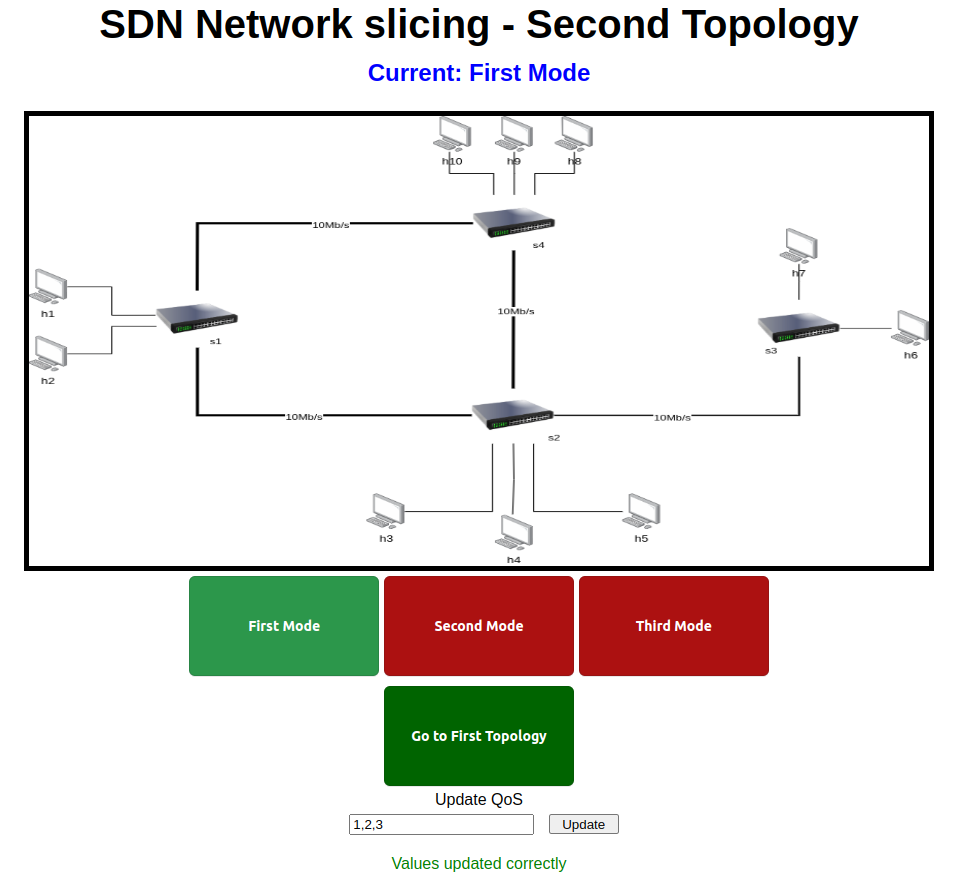 SDN Network slicing - Second Topology
Current: First Mode
h10 h9 h8
10Mb/s
s4
h7
h1
10Mb/s
s1
s3
h6
h2
10Mb/s
10Mb/s
s2
h3
h4
h5
First Mode
Second Mode
Third Mode
Go to First Topology
Update QoS
1,2,3
Update
Values updated correctly